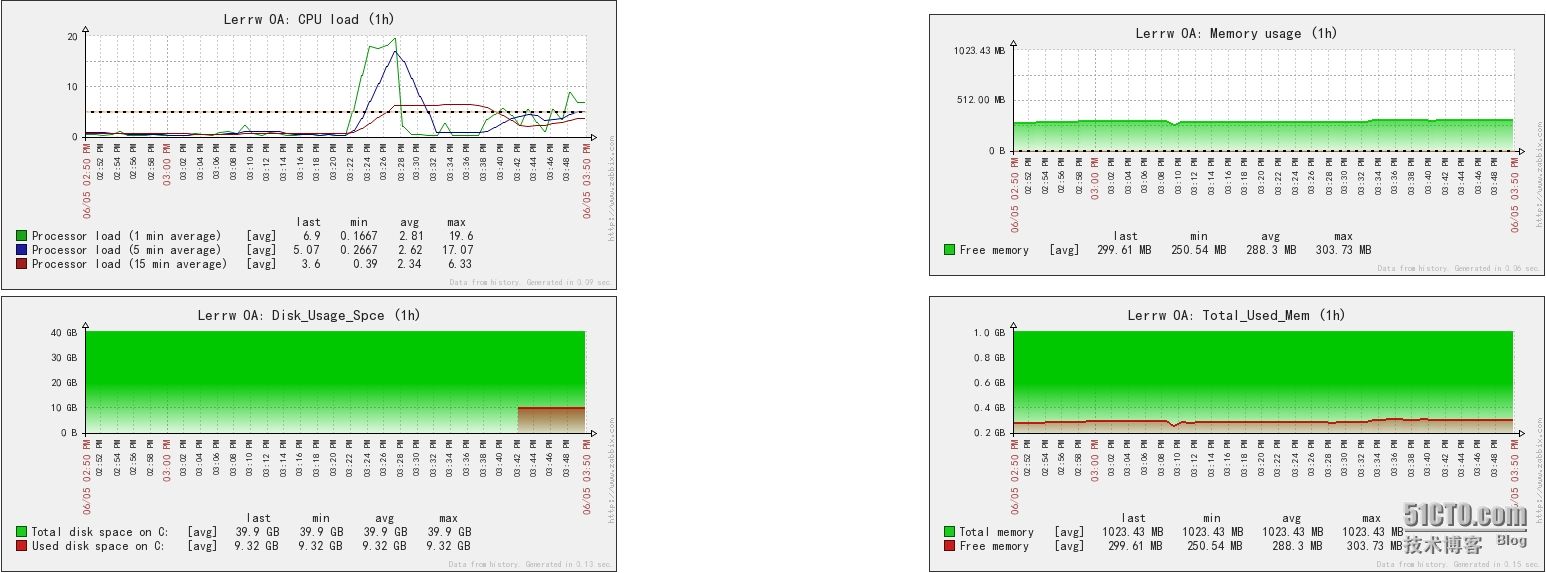 Lerrw OA: CPU load (1h)
20
10
0
06/05 02:50 PM
02:52 PM
02:54 PM
02:56 PM
02:58 PM
03:00 PM
03:02 PM
03:04 PM
03:06 PM
03:08 PM
03:10 PM
03:12 PM
03:14 PM
03:16 PM
03:18 PM
03:20 PM
03:22 PM
03:24 PM
03:26 PM
03:28 PM
03:30 PM
03:32 PM
03:34 PM
03:36 PM
03:38 PM
03:40 PM
03:42 PM
03:44 PM
03:46 PM
03:48 PM
06/05 03:50 PM
last min avg max
Processor load (1 min average) [avg] 6.9 0.1667 2.81 19.6
Processor load (5 min average) [avg] 5.07 0.2667 2.62 17.07
Processor load (15 min average) [avg] 3.6 0.39 2.34 6.33
http://www.zabbix.com
Data from history. Generated in 0.09 sec.
Lerrw OA: Memory usage (1h)
1023.43 MB
512.00 MB
0 B
06/05 02:50 PM
02:52 PM
02:54 PM
02:56 PM
02:58 PM
03:00 PM
03:02 PM
03:04 PM
03:06 PM
03:08 PM
03:10 PM
03:12 PM
03:14 PM
03:16 PM
03:18 PM
03:20 PM
03:22 PM
03:24 PM
03:26 PM
03:28 PM
03:30 PM
03:32 PM
03:34 PM
03:36 PM
03:38 PM
03:40 PM
03:42 PM
03:44 PM
03:46 PM
03:48 PM
06/05 03:50 PM
last min avg max
Free memory [avg] 299.61 MB 250.54 MB 288.3 MB 303.73 MB
http://www.zabbix.com
Data from history. Generated in 0.06 sec.
Lerrw OA: Disk_Usage_Spce (1h)
40 GB
30 GB
20 GB
10 GB
0 B
06/05 02:50 PM
02:52 PM
02:54 PM
02:56 PM
02:58 PM
03:00 PM
03:02 PM
03:04 PM
03:06 PM
03:08 PM
03:10 PM
03:12 PM
03:14 PM
03:16 PM
03:18 PM
03:20 PM
03:22 PM
03:24 PM
03:26 PM
03:28 PM
03:30 PM
03:32 PM
03:34 PM
03:36 PM
03:38 PM
03:40 PM
03:42 PM
03:44 PM
03:46 PM
03:48 PM
06/05 03:50 PM
last min avg max
Total disk space on C: [avg] 39.9 GB 39.9 GB 39.9 GB 39.9 GB
Used disk space on C: [avg] 9.32 GB 9.32 GB 9.32 GB 9.32 GB
http://www.zabbix.com
Data from history. Generated in 0.13 sec.
Lerrw OA: Total_Used_Mem (1h)
1.0 GB
0.8 GB
0.6 GB
0.4 GB
0.2 GB
06/05 02:50 PM
02:52 PM
02:54 PM
02:56 PM
02:58 PM
03:00 PM
03:02 PM
03:04 PM
03:06 PM
03:08 PM
03:10 PM
03:12 PM
03:14 PM
03:16 PM
03:18 PM
03:20 PM
03:22 PM
03:24 PM
03:26 PM
03:28 PM
03:30 PM
03:32 PM
03:34 PM
03:36 PM
03:38 PM
03:40 PM
03:42 PM
03:44 PM
03:46 PM
03:48 PM
06/05 03:50 PM
last min avg max
Total memory [avg] 1023.43 MB 1023.43 MB 1023.43 MB 1023.43 MB
Free memory [avg] 299.61 MB 250.54 MB 288.3 MB 303.73 MB
http://www.zabbix.com
Data from history. Generated in 0.15 sec.
51CTO.com
技术博客 Blog